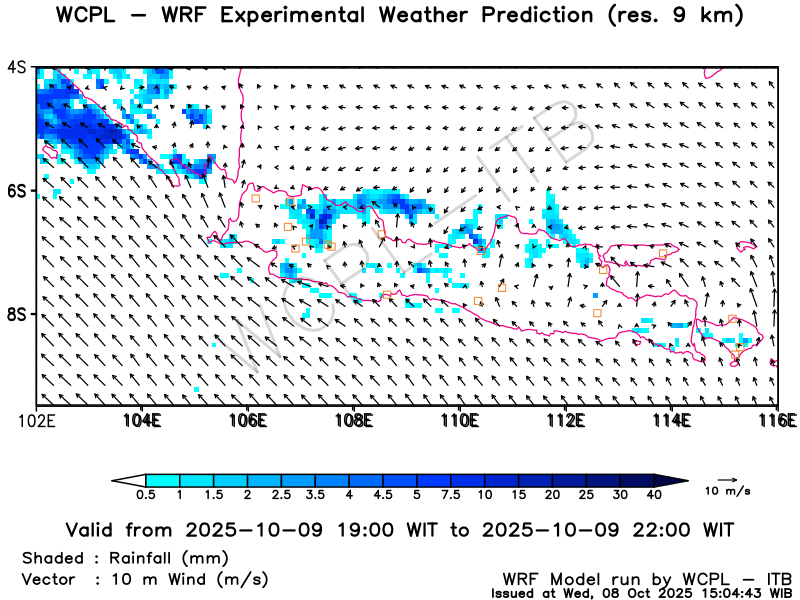 WCPL – WRF Experimental Weather Prediction (res. 9 km)
WCPL–ITB
4S
6S
8S
102E 104E 106E 108E 110E 112E 114E 116E
0.5 1 1.5 2 2.5 3.5 4 4.5 5 7.5 10 15 20 25 30 40
10 m/s
Valid from 2025–10–09 19:00 WIT to 2025–10–09 22:00 WIT
Shaded : Rainfall (mm)
Vector : 10 m Wind (m/s)
WRF Model run by WCPL – ITB
Issued at Wed, 08 Oct 2025 15:04:43 WIB